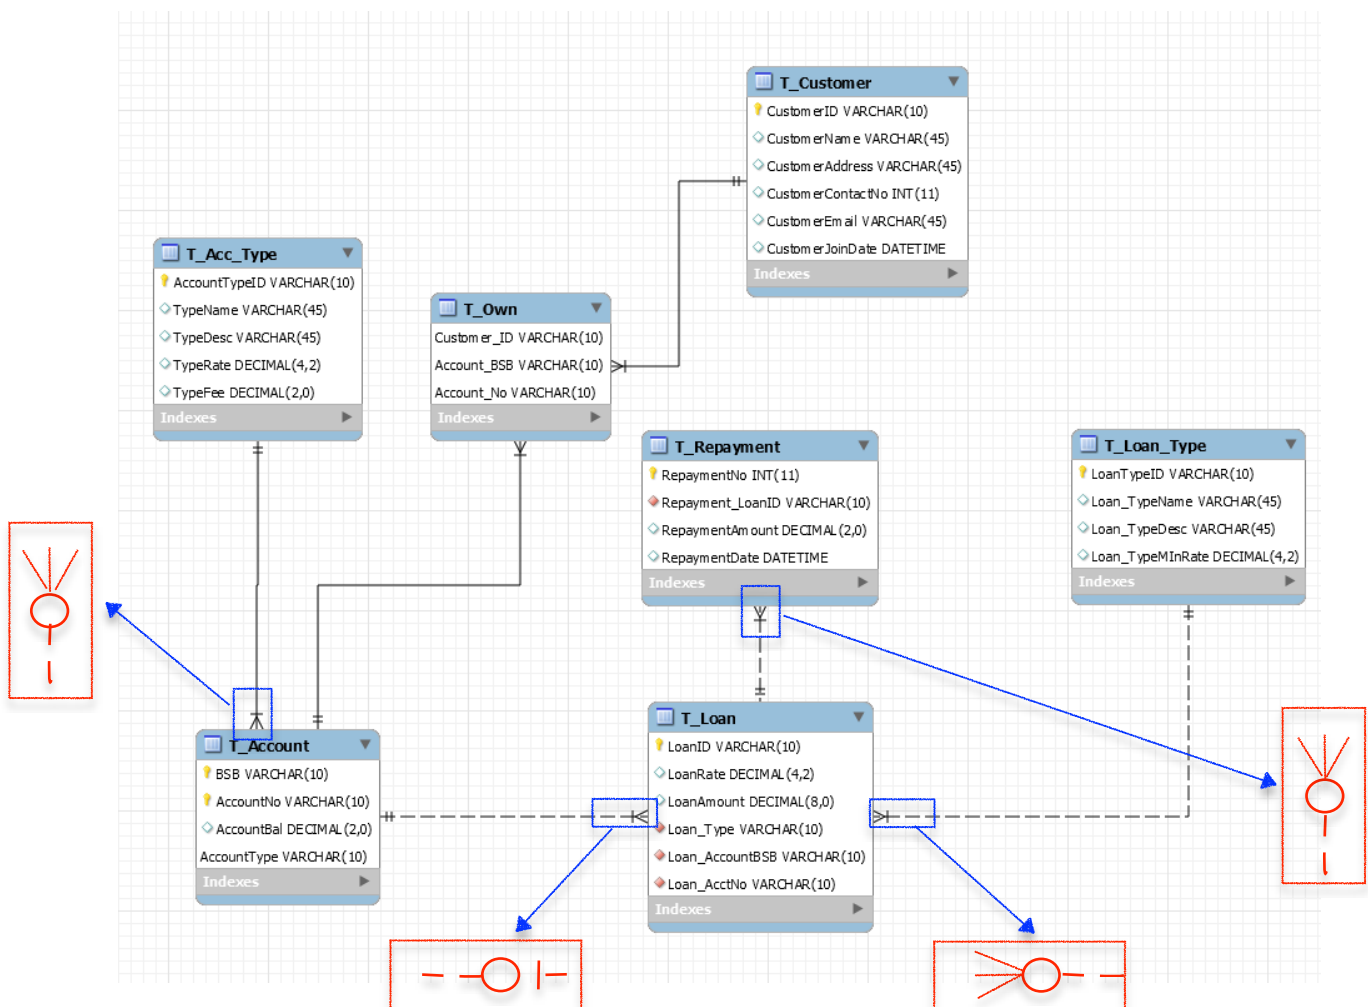 T_Customer
CustomerID VARCHAR(10)
CustomerName VARCHAR(45)
CustomerAddress VARCHAR(45)
CustomerContactNo INT(11)
CustomerEmail VARCHAR(45)
CustomerJoinDate DATETIME
Indexes
T_Acc_Type
AccountTypeID VARCHAR(10)
TypeName VARCHAR(45)
TypeDesc VARCHAR(45)
TypeRate DECIMAL(4,2)
TypeFee DECIMAL(2,0)
Indexes
T_Own
Customer_ID VARCHAR(10)
Account_BSB VARCHAR(10)
Account_No VARCHAR(10)
Indexes
T_Repayment
RepaymentNo INT(11)
Repayment_LoanID VARCHAR(10)
RepaymentAmount DECIMAL(2,0)
RepaymentDate DATETIME
Indexes
T_Loan_Type
LoanTypeID VARCHAR(10)
Loan_TypeName VARCHAR(45)
Loan_TypeDesc VARCHAR(45)
Loan_TypeMInRate DECIMAL(4,2)
Indexes
T_Account
BSB VARCHAR(10)
AccountNo VARCHAR(10)
AccountBal DECIMAL(2,0)
AccountType VARCHAR(10)
Indexes
T_Loan
LoanID VARCHAR(10)
LoanRate DECIMAL(4,2)
LoanAmount DECIMAL(8,0)
Loan_Type VARCHAR(10)
Loan_AccountBSB VARCHAR(10)
Loan_AcctNo VARCHAR(10)
Indexes